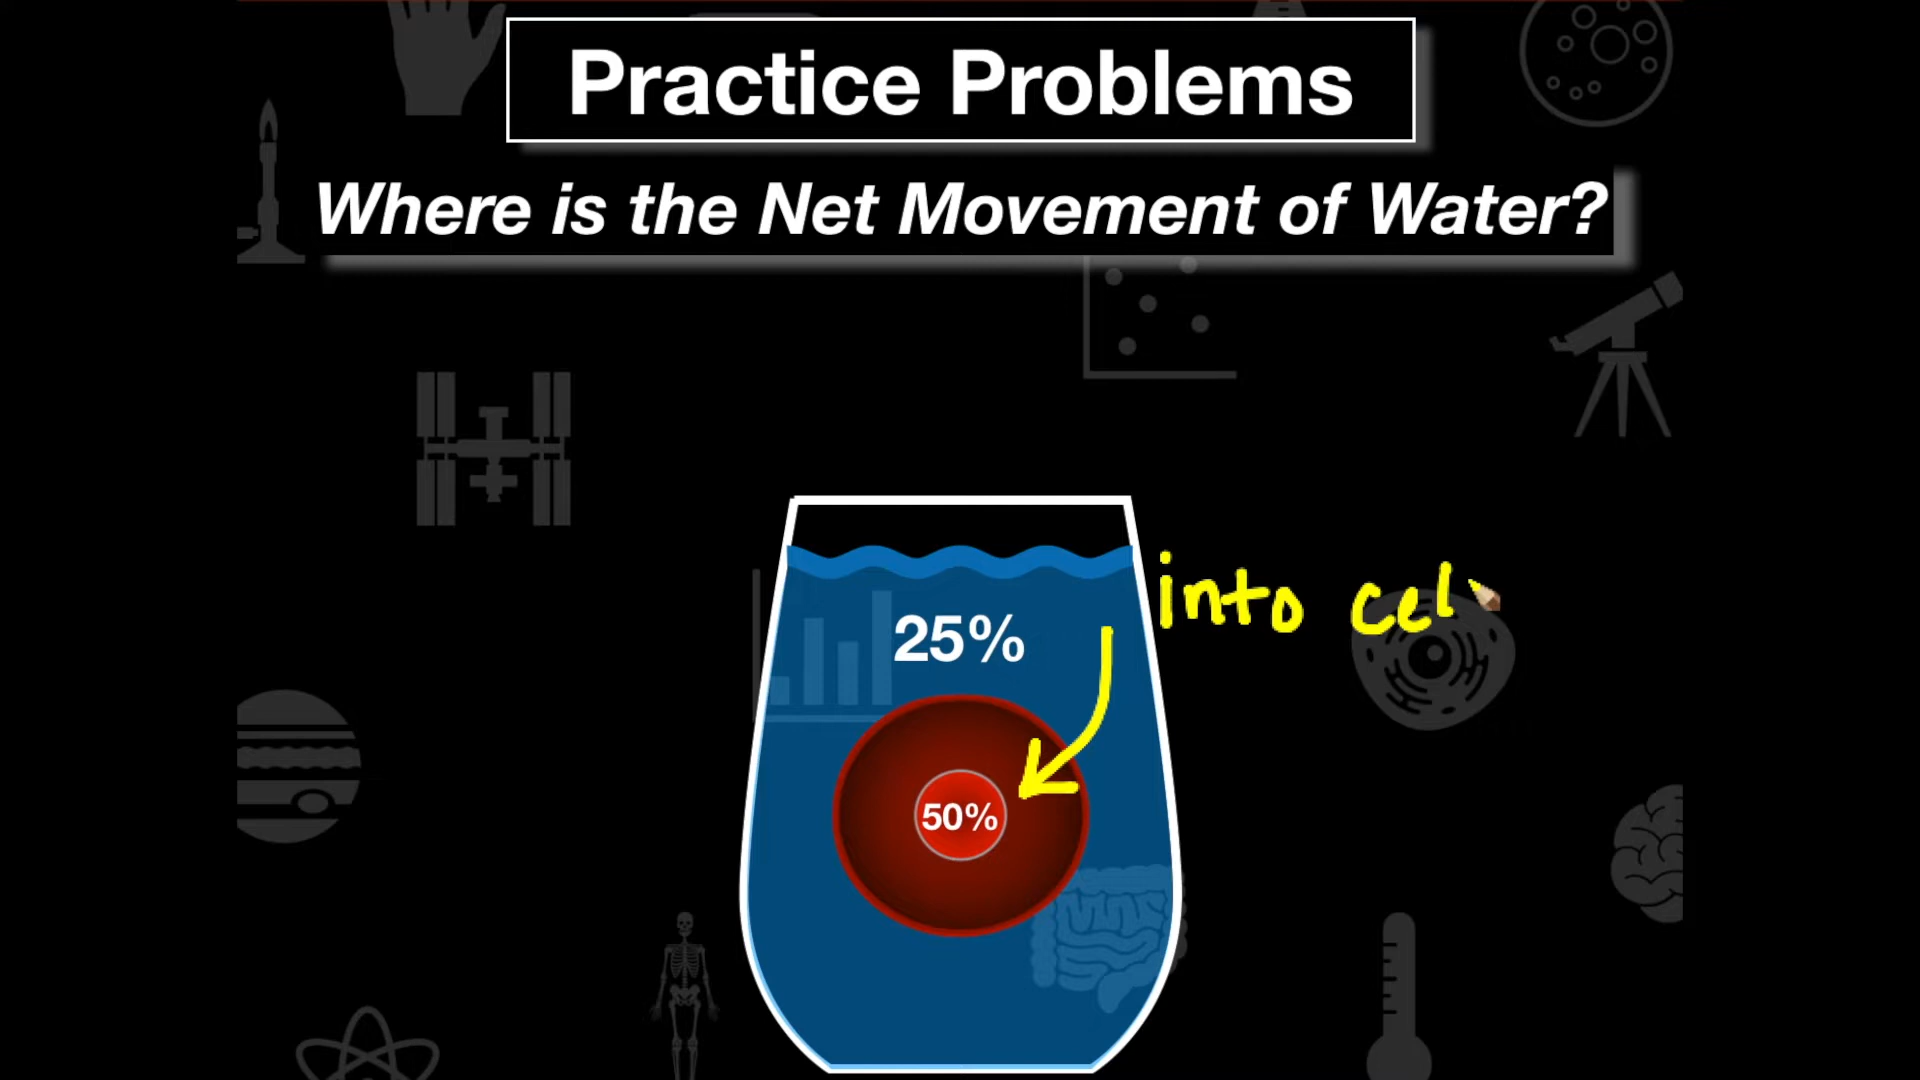 Practice Problems
Where is the Net Movement of Water?
into cel
25%
50%